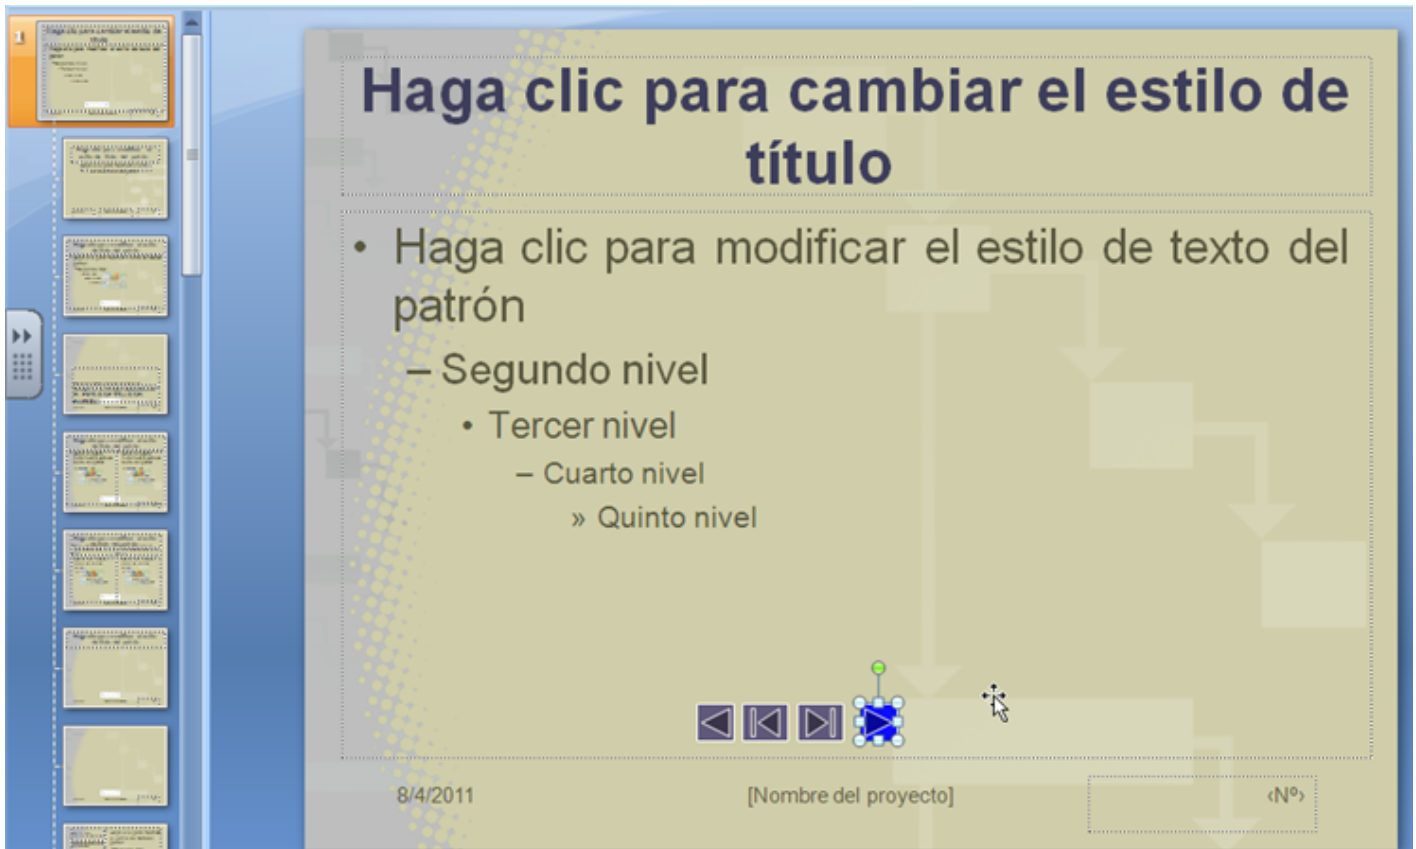 1
Haga clic para cambiar el estilo de
título
• Haga clic para modificar el estilo de texto del
patrón
– Segundo nivel
• Tercer nivel
– Cuarto nivel
» Quinto nivel
8/4/2011
[Nombre del proyecto]
‹Nº›